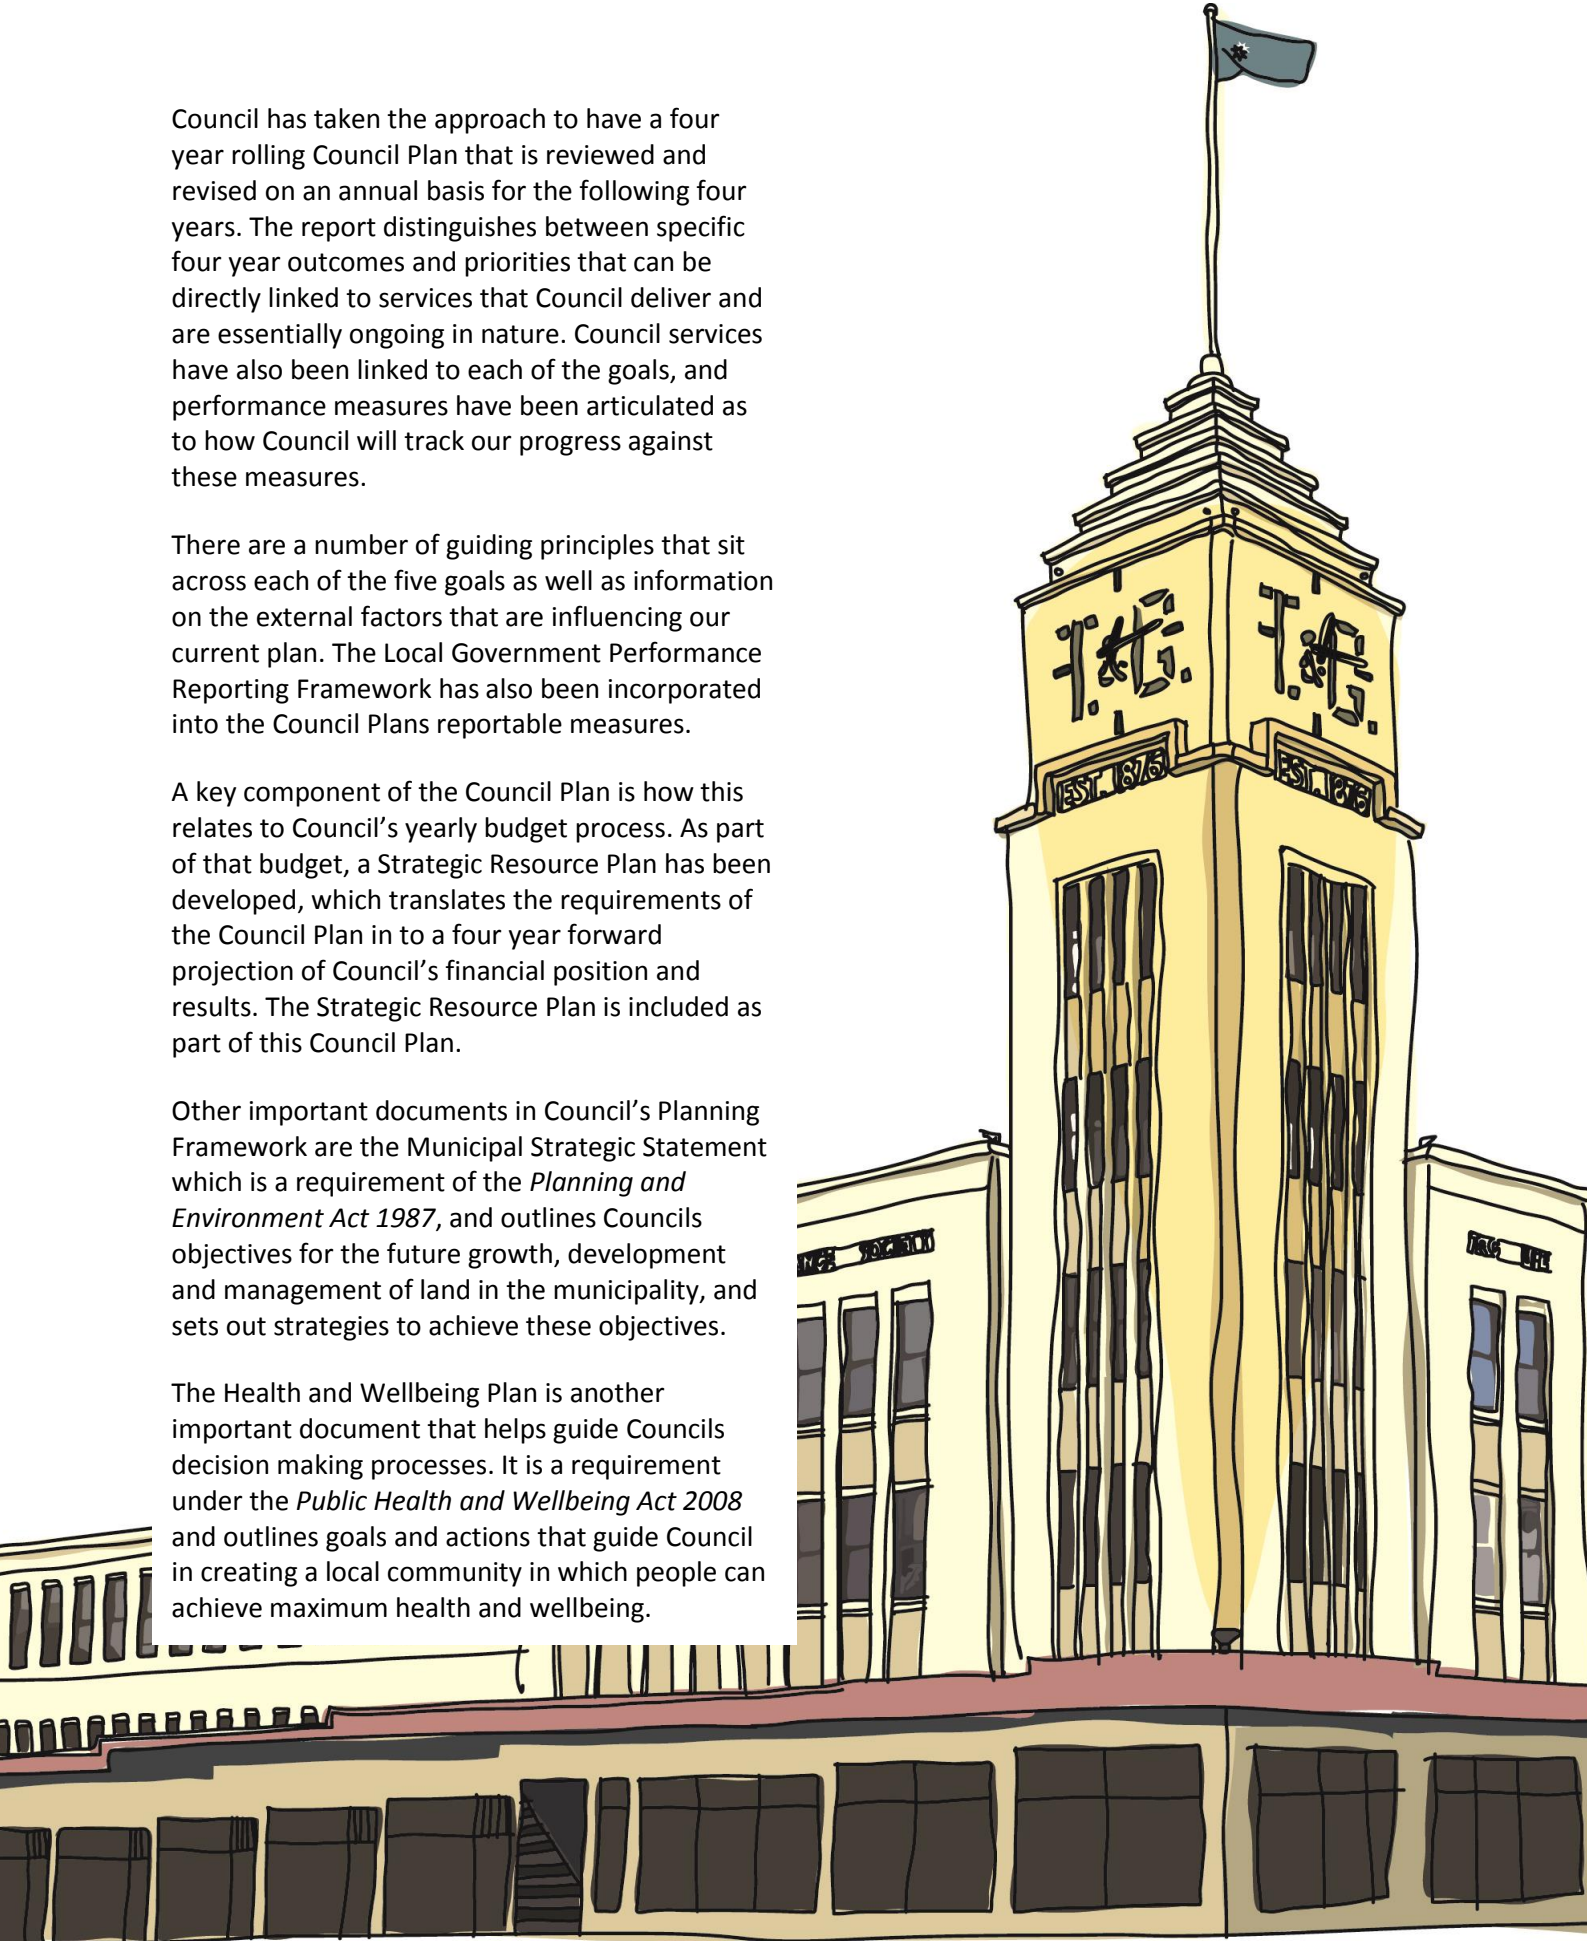 Council has taken the approach to have a four
year rolling Council Plan that is reviewed and
revised on an annual basis for the following four
years. The report distinguishes between specific
four year outcomes and priorities that can be
directly linked to services that Council deliver and
are essentially ongoing in nature. Council services
have also been linked to each of the goals, and
performance measures have been articulated as
to how Council will track our progress against
these measures.
There are a number of guiding principles that sit
across each of the five goals as well as information
on the external factors that are influencing our
current plan. The Local Government Performance
Reporting Framework has also been incorporated
into the Council Plans reportable measures.
A key component of the Council Plan is how this
relates to Council’s yearly budget process. As part
of that budget, a Strategic Resource Plan has been
developed, which translates the requirements of
the Council Plan in to a four year forward
projection of Council’s financial position and
results. The Strategic Resource Plan is included as
part of this Council Plan.
Other important documents in Council’s Planning
Framework are the Municipal Strategic Statement
which is a requirement of the Planning and
Environment Act 1987, and outlines Councils
objectives for the future growth, development
and management of land in the municipality, and
sets out strategies to achieve these objectives.
The Health and Wellbeing Plan is another
important document that helps guide Councils
decision making processes. It is a requirement
under the Public Health and Wellbeing Act 2008
and outlines goals and actions that guide Council
in creating a local community in which people can
achieve maximum health and wellbeing.
T&G.
T&G.
EST. 1876
EST. 1876
SOCIETY
T&G LIFE